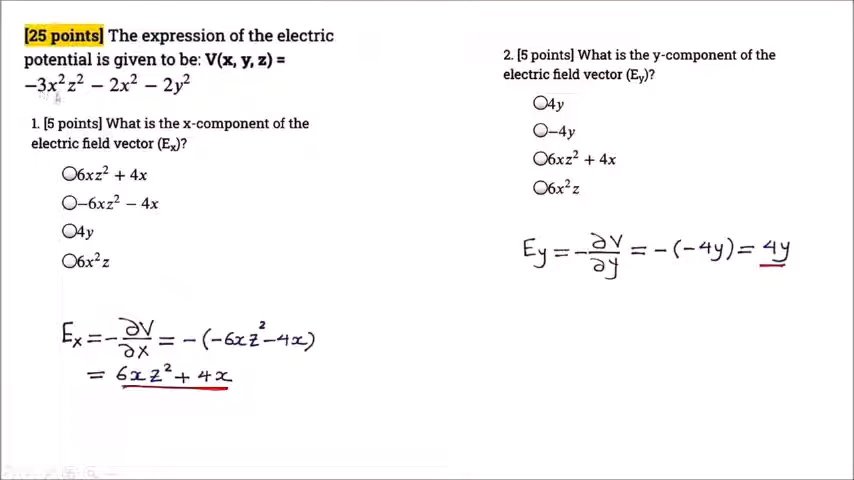 [25 points] The expression of the electric
potential is given to be: V(x, y, z) =
−3x²z² − 2x² − 2y²
1. [5 points] What is the x-component of the
electric field vector (Eₓ)?
6xz² + 4x
−6xz² − 4x
4y
6x²z
Eₓ = −∂V/∂x = −(−6xz² −4x)
= 6xz² + 4x
2. [5 points] What is the y-component of the
electric field vector (E_y)?
4y
−4y
6xz² + 4x
6x²z
E_y = −∂V/∂y = −(−4y) = 4y